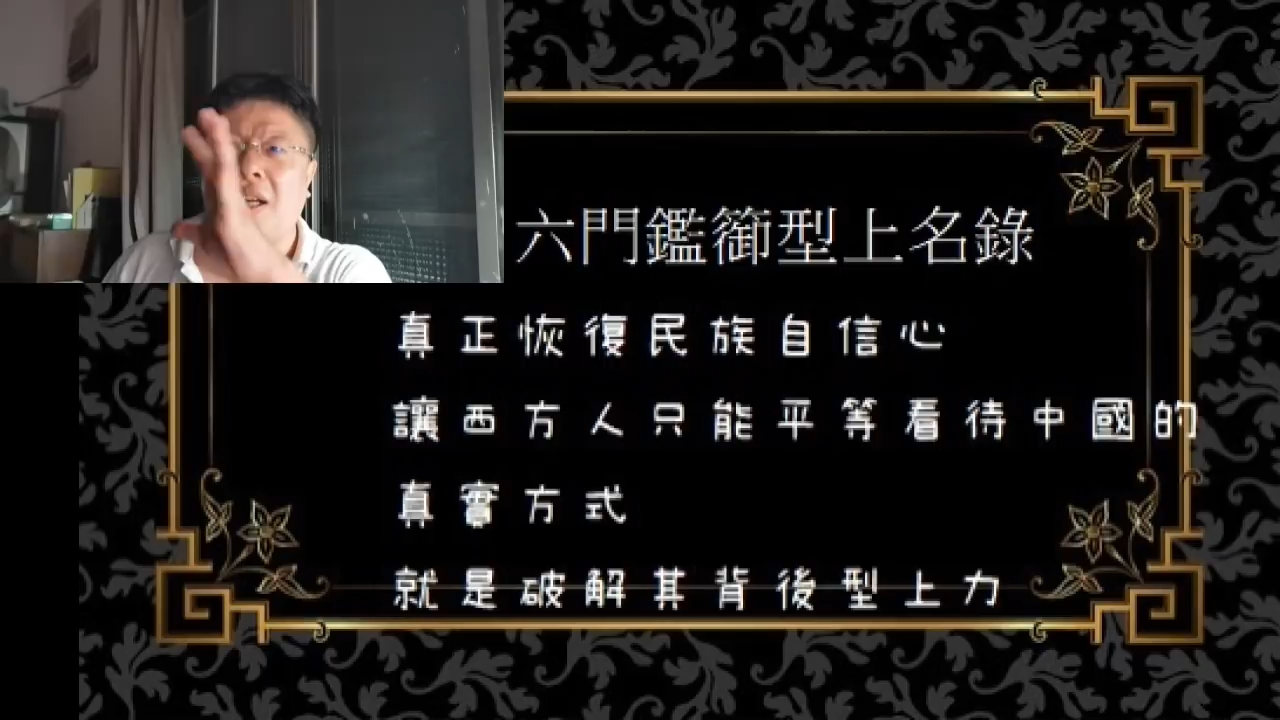 六門鑑籞型上名錄
真正恢復民族自信心
讓西方人只能平等看待中國的
真實方式
就是破解其背後型上力